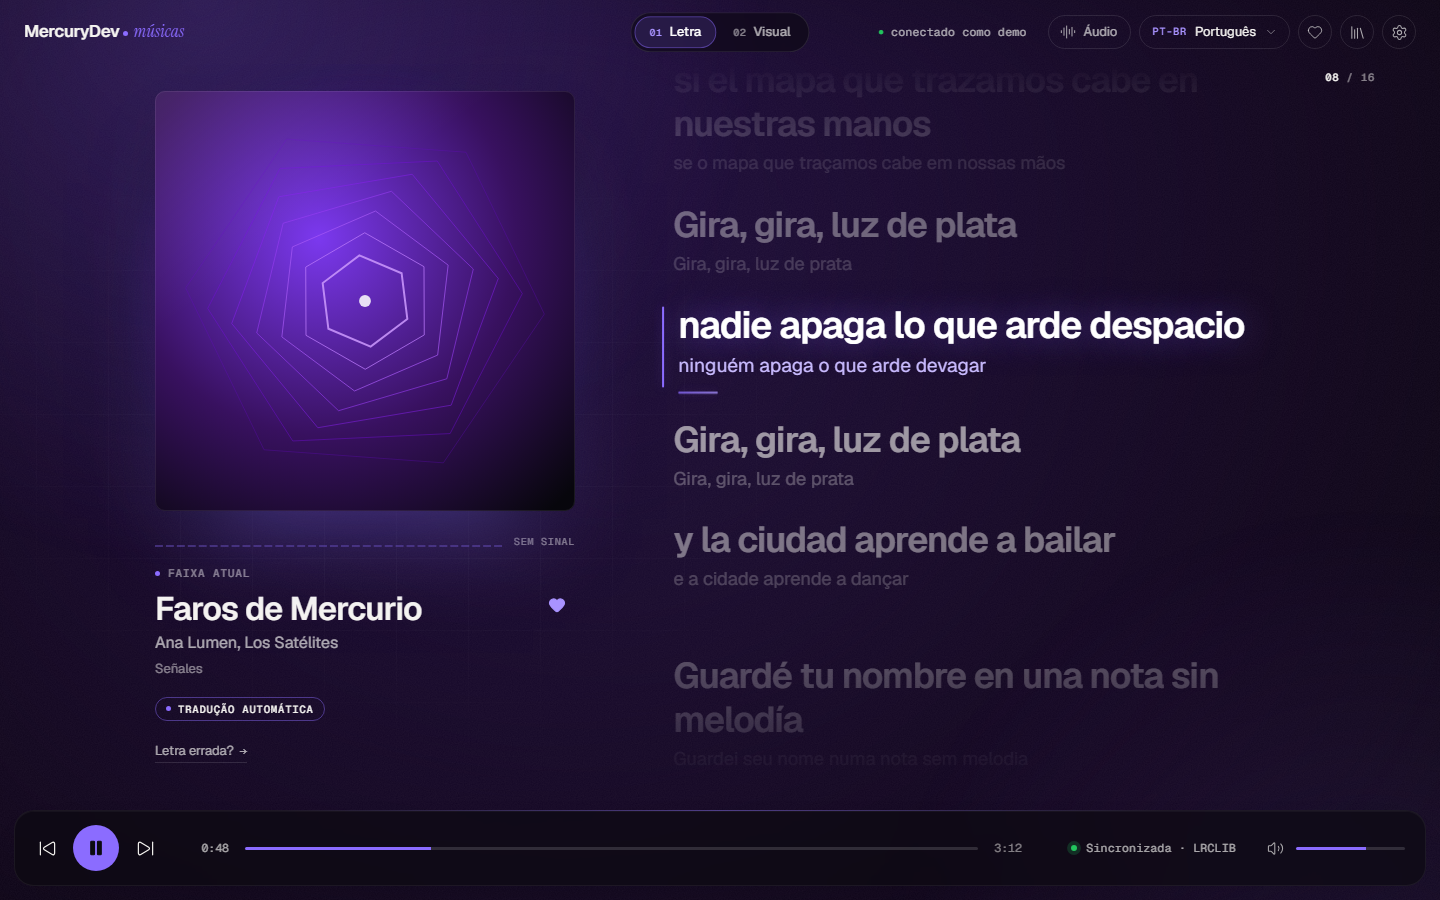 MercuryDev músicas
01 Letra
02 Visual
conectado como demo
Áudio
PT-BR Português
08 / 16
si el mapa que trazamos cabe en
nuestras manos
se o mapa que traçamos cabe em nossas mãos
Gira, gira, luz de plata
Gira, gira, luz de prata
nadie apaga lo que arde despacio
ninguém apaga o que arde devagar
Gira, gira, luz de plata
Gira, gira, luz de prata
y la ciudad aprende a bailar
e a cidade aprende a dançar
Guardé tu nombre en una nota sin
melodía
Guardei seu nome numa nota sem melodia
SEM SINAL
FAIXA ATUAL
Faros de Mercurio
Ana Lumen, Los Satélites
Señales
TRADUÇÃO AUTOMÁTICA
Letra errada? →
0:48
3:12
Sincronizada · LRCLIB